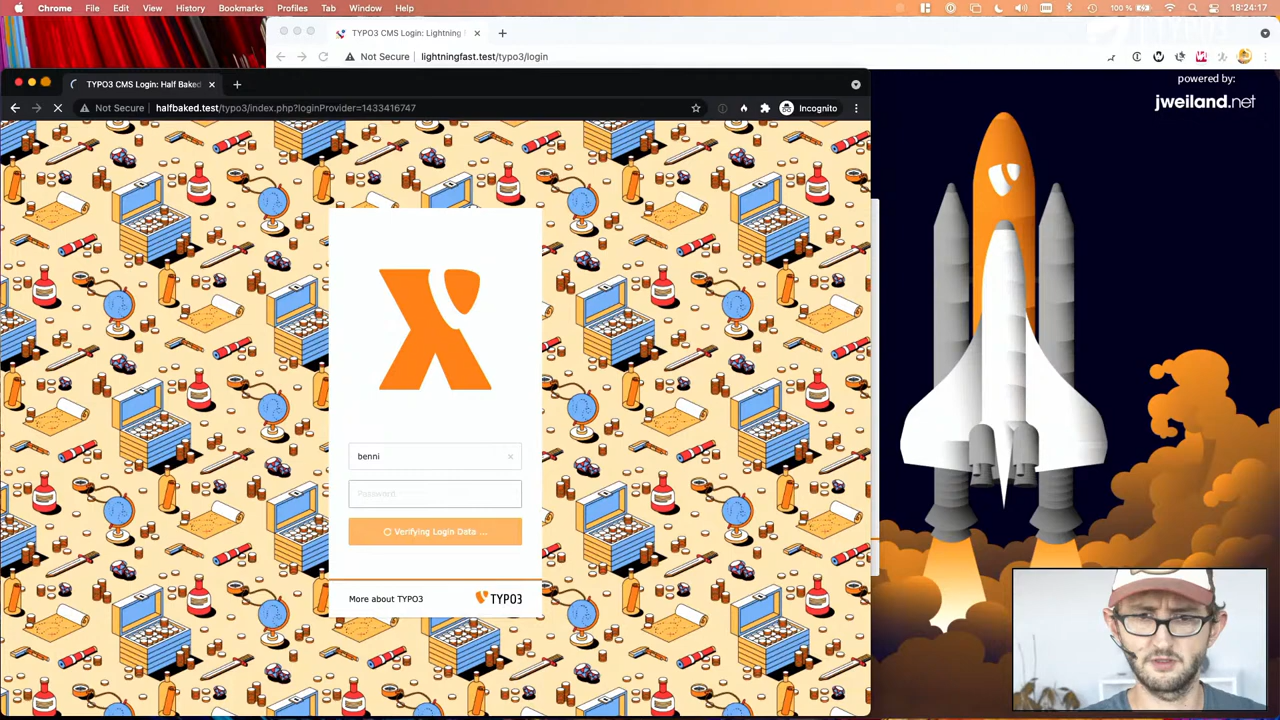 Chrome File Edit View History Bookmarks Profiles Tab Window Help 100 % 18:24:17
TYPO3 CMS Login: Lightning
Not Secure lightningfast.test/typo3/login
TYPO3 CMS Login: Half Baked
Not Secure halfbaked.test/typo3/index.php?loginProvider=1433416747 Incognito
powered by:
jweiland.net
benni
Password
Verifying Login Data ...
More about TYPO3 TYPO3